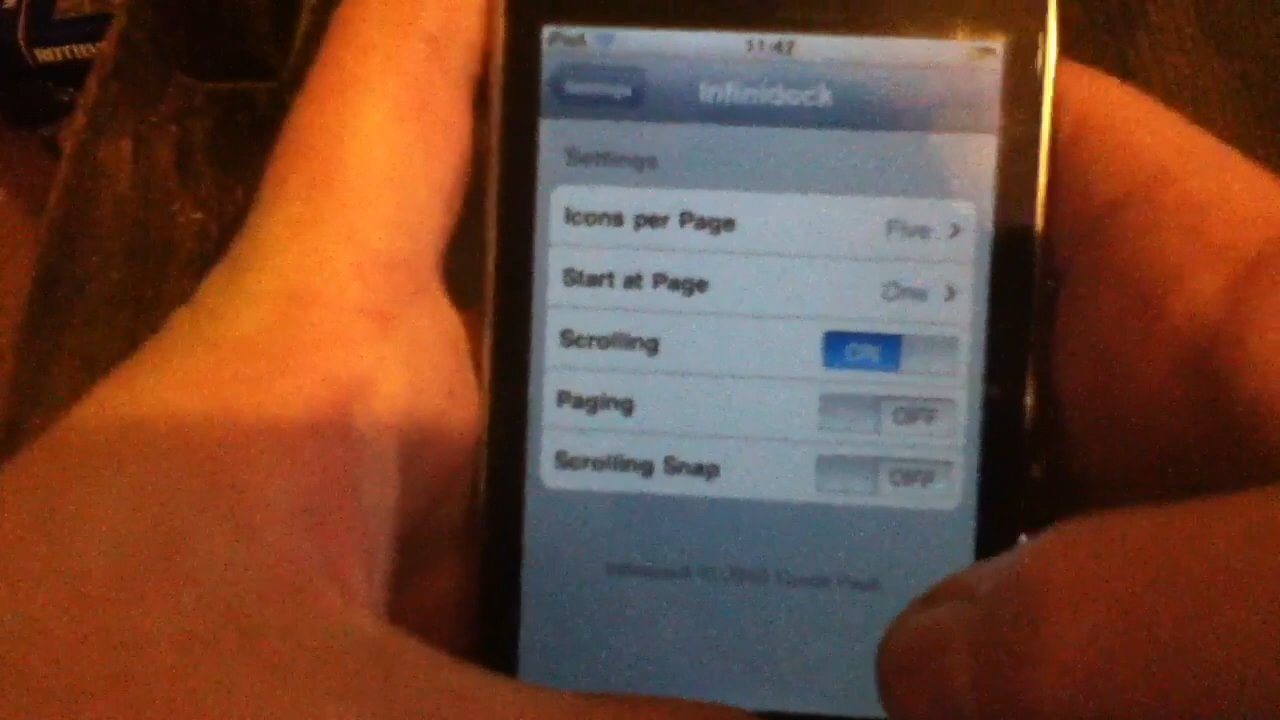 iPod 11:42
Settings Infinidock
Settings
Icons per Page Five
Start at Page One
Scrolling ON
Paging OFF
Scrolling Snap OFF
Infinidock